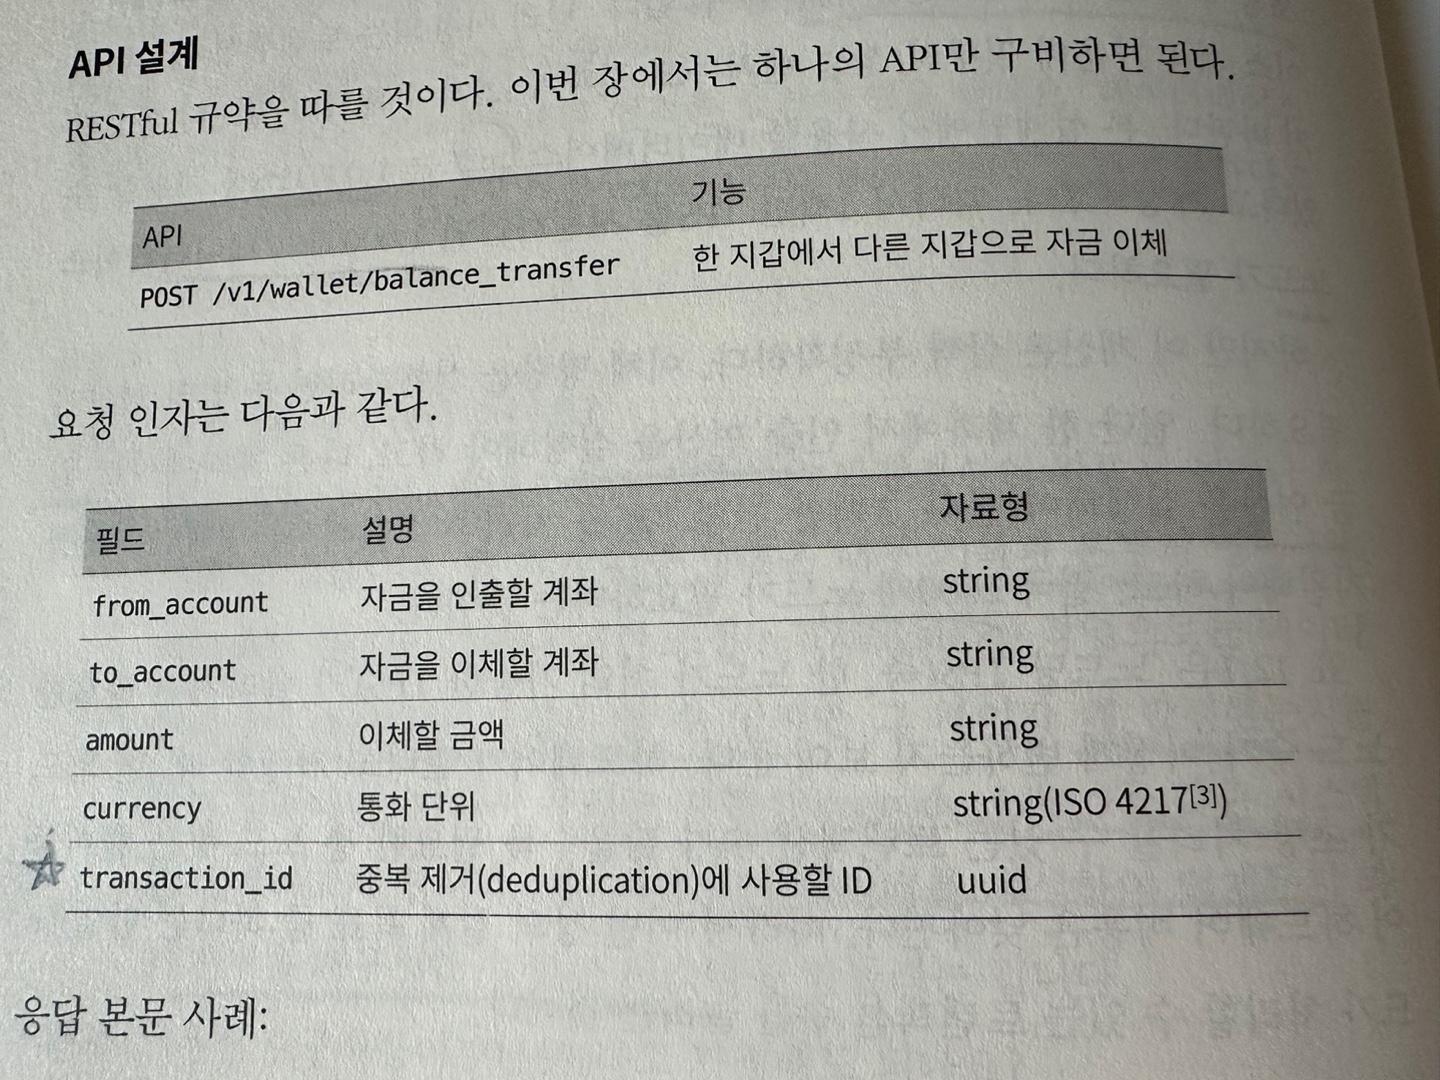 API 설계
RESTful 규약을 따를 것이다. 이번 장에서는 하나의 API만 구비하면 된다.
API 기능
POST /v1/wallet/balance_transfer 한 지갑에서 다른 지갑으로 자금 이체
요청 인자는 다음과 같다.
필드 설명 자료형
from_account 자금을 인출할 계좌 string
to_account 자금을 이체할 계좌 string
amount 이체할 금액 string
currency 통화 단위 string(ISO 4217[3])
transaction_id 중복 제거(deduplication)에 사용할 ID uuid
응답 본문 사례: